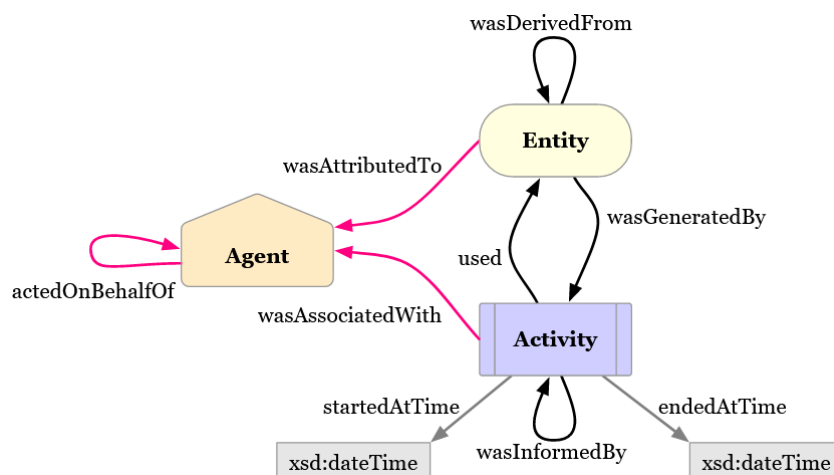 wasDerivedFrom
Entity
wasAttributedTo
wasGeneratedBy
Agent
used
actedOnBehalfOf
wasAssociatedWith
Activity
startedAtTime
endedAtTime
wasInformedBy
xsd:dateTime
xsd:dateTime